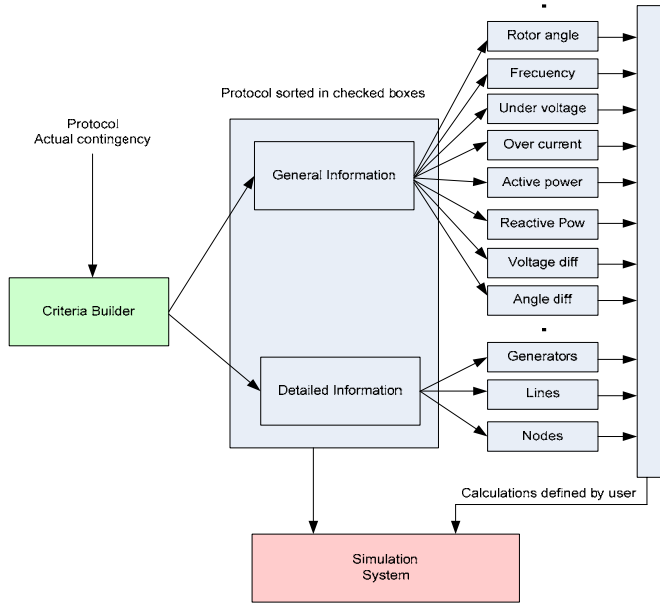 Rotor angle
Frecuency
Protocol sorted in checked boxes
Under voltage
Protocol
Actual contingency
Over current
General Information
Active power
Reactive Pow
Voltage diff
Angle diff
Criteria Builder
Generators
Detailed Information
Lines
Nodes
Calculations defined by user
Simulation
System